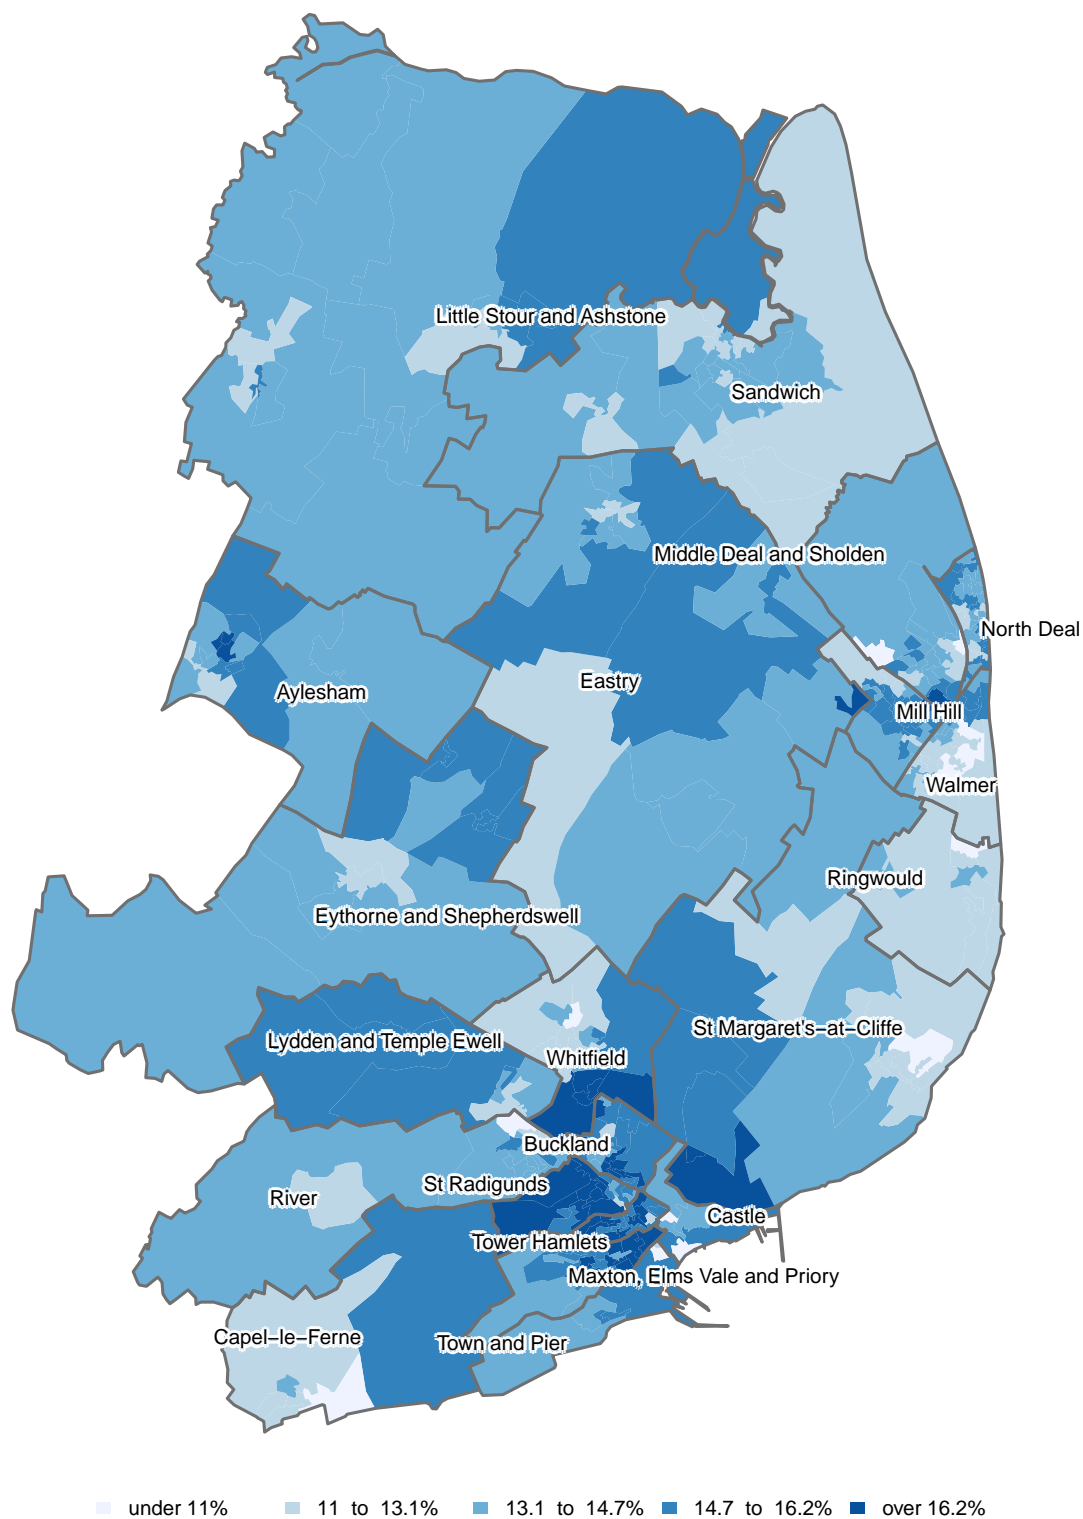 Little Stour and Ashstone
Sandwich
Middle Deal and Sholden
North Deal
Eastry
Aylesham
Mill Hill
Walmer
Ringwould
Eythorne and Shepherdswell
St Margaret's−at−Cliffe
Lydden and Temple Ewell
Whitfield
Buckland
St Radigunds
River
Castle
Tower Hamlets
Maxton, Elms Vale and Priory
Capel−le−Ferne
Town and Pier
under 11% 11 to 13.1% 13.1 to 14.7% 14.7 to 16.2% over 16.2%